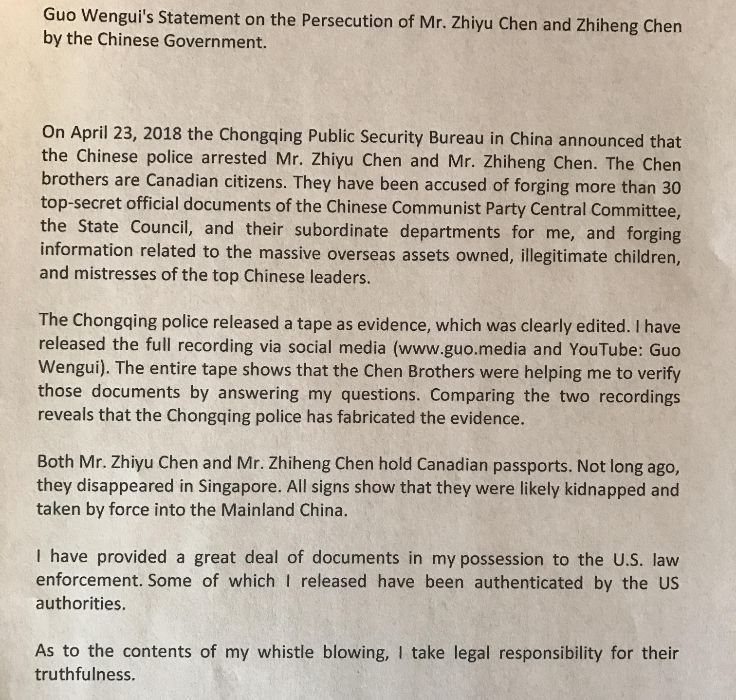 Guo Wengui's Statement on the Persecution of Mr. Zhiyu Chen and Zhiheng Chen
by the Chinese Government.
On April 23, 2018 the Chongqing Public Security Bureau in China announced that
the Chinese police arrested Mr. Zhiyu Chen and Mr. Zhiheng Chen. The Chen
brothers are Canadian citizens. They have been accused of forging more than 30
top-secret official documents of the Chinese Communist Party Central Committee,
the State Council, and their subordinate departments for me, and forging
information related to the massive overseas assets owned, illegitimate children,
and mistresses of the top Chinese leaders.
The Chongqing police released a tape as evidence, which was clearly edited. I have
released the full recording via social media (www.guo.media and YouTube: Guo
Wengui). The entire tape shows that the Chen Brothers were helping me to verify
those documents by answering my questions. Comparing the two recordings
reveals that the Chongqing police has fabricated the evidence.
Both Mr. Zhiyu Chen and Mr. Zhiheng Chen hold Canadian passports. Not long ago,
they disappeared in Singapore. All signs show that they were likely kidnapped and
taken by force into the Mainland China.
I have provided a great deal of documents in my possession to the U.S. law
enforcement. Some of which I released have been authenticated by the US
authorities.
As to the contents of my whistle blowing, I take legal responsibility for their
truthfulness.